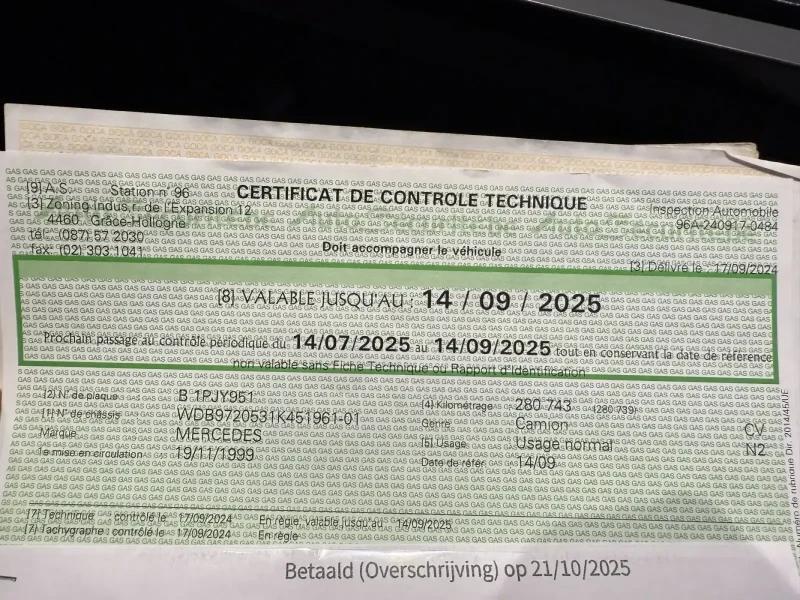 [9] A.S. Station n° 96
[3] Zoning Indust. de l'Expansion 12
4460 Grâce-Hollogne
tél: (087) 57 2030
fax: (02) 303 1041
CERTIFICAT DE CONTROLE TECHNIQUE
Inspection Automobile
96A-240917-0484
Doit accompagner le véhicule
[3] Délivré le : 17/09/2024
[8] VALABLE JUSQU'AU : 14 / 09 / 2025
Prochain passage au contrôle périodique du 14/07/2025 au 14/09/2025 tout en conservant la date de référence
non valable sans Fiche Technique ou Rapport d'Identification
[2] N° de plaque B 1PJY951
[1] N° de châssis WDB9720531K451961-01
Marque MERCEDES
1e mise en circulation 19/11/1999
[4] Kilométrage 280 743 (280 739)
Genre Camion CV
[5] Usage Usage normal N2
Date de référ. 14/09
[7] Technique : contrôlé le 17/09/2024 En règle, valable jusqu'au 14/09/2025
[7] Tachygraphe : contrôlé le 17/09/2024 En règle
Betaald (Overschrijving) op 21/10/2025